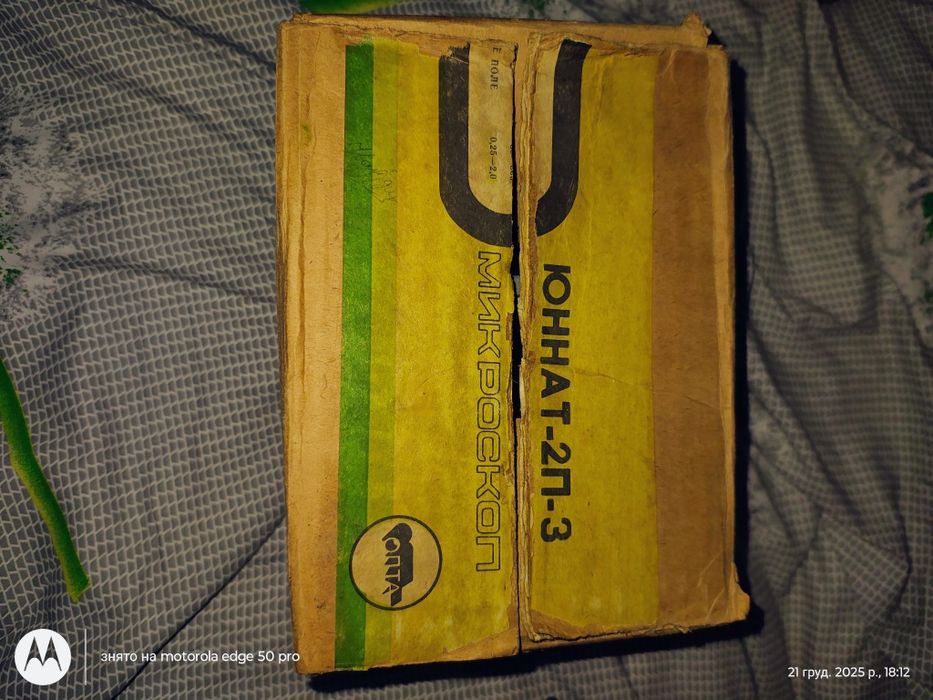 Е ПОЛЕ
0,25—2,0
МИКРОСКОП
ЮННАТ-2П-3
ЮПТА
знято на motorola edge 50 pro
21 груд. 2025 р., 18:12